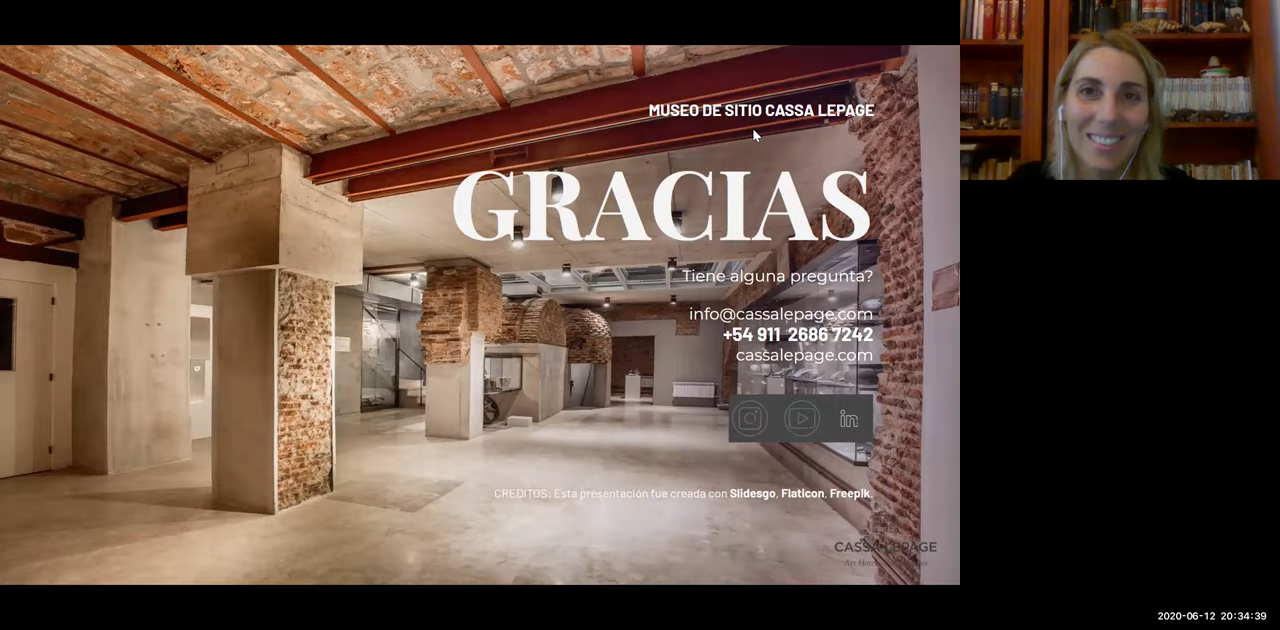 MUSEO DE SITIO CASSA LEPAGE
GRACIAS
Tiene alguna pregunta?
info@cassalepage.com
+54 911 2686 7242
cassalepage.com
in
CREDITOS: Esta presentación fue creada con Slidesgo, Flaticon, Freepik.
CASSA LEPAGE
2020-06-12 20:34:39